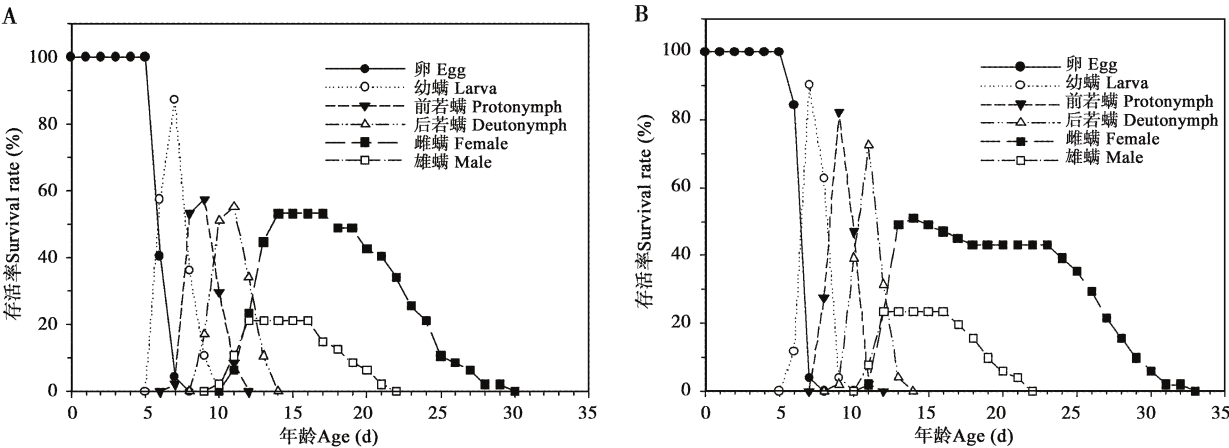 A
100
80
60
40
20
0
存活率Survival rate (%)
卵 Egg
幼螨 Larva
前若螨 Protonymph
后若螨 Deutonymph
雌螨 Female
雄螨 Male
0 5 10 15 20 25 30 35
年龄Age (d)
B
100
80
60
40
20
0
存活率Survival rate (%)
卵 Egg
幼螨 Larva
前若螨 Protonymph
后若螨 Deutonymph
雌螨 Female
雄螨 Male
0 5 10 15 20 25 30 35
年龄Age (d)